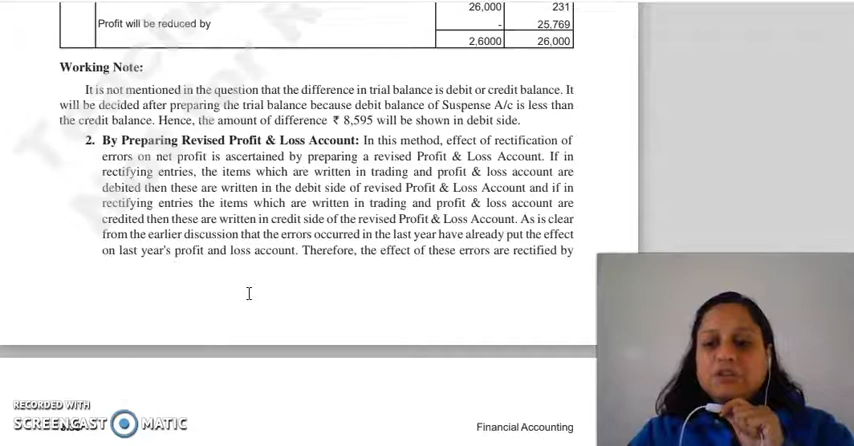 26,000 231
Profit will be reduced by - 25,769
2,6000 26,000
Working Note:
It is not mentioned in the question that the difference in trial balance is debit or credit balance. It
will be decided after preparing the trial balance because debit balance of Suspense A/c is less than
the credit balance. Hence, the amount of difference ₹ 8,595 will be shown in debit side.
2. By Preparing Revised Profit & Loss Account: In this method, effect of rectification of
errors on net profit is ascertained by preparing a revised Profit & Loss Account. If in
rectifying entries, the items which are written in trading and profit & loss account are
debited then these are written in the debit side of revised Profit & Loss Account and if in
rectifying entries the items which are written in trading and profit & loss account are
credited then these are written in credit side of the revised Profit & Loss Account. As is clear
from the earlier discussion that the errors occurred in the last year have already put the effect
on last year's profit and loss account. Therefore, the effect of these errors are rectified by
RECORDED WITH
SCREENCAST MATIC
Financial Accounting